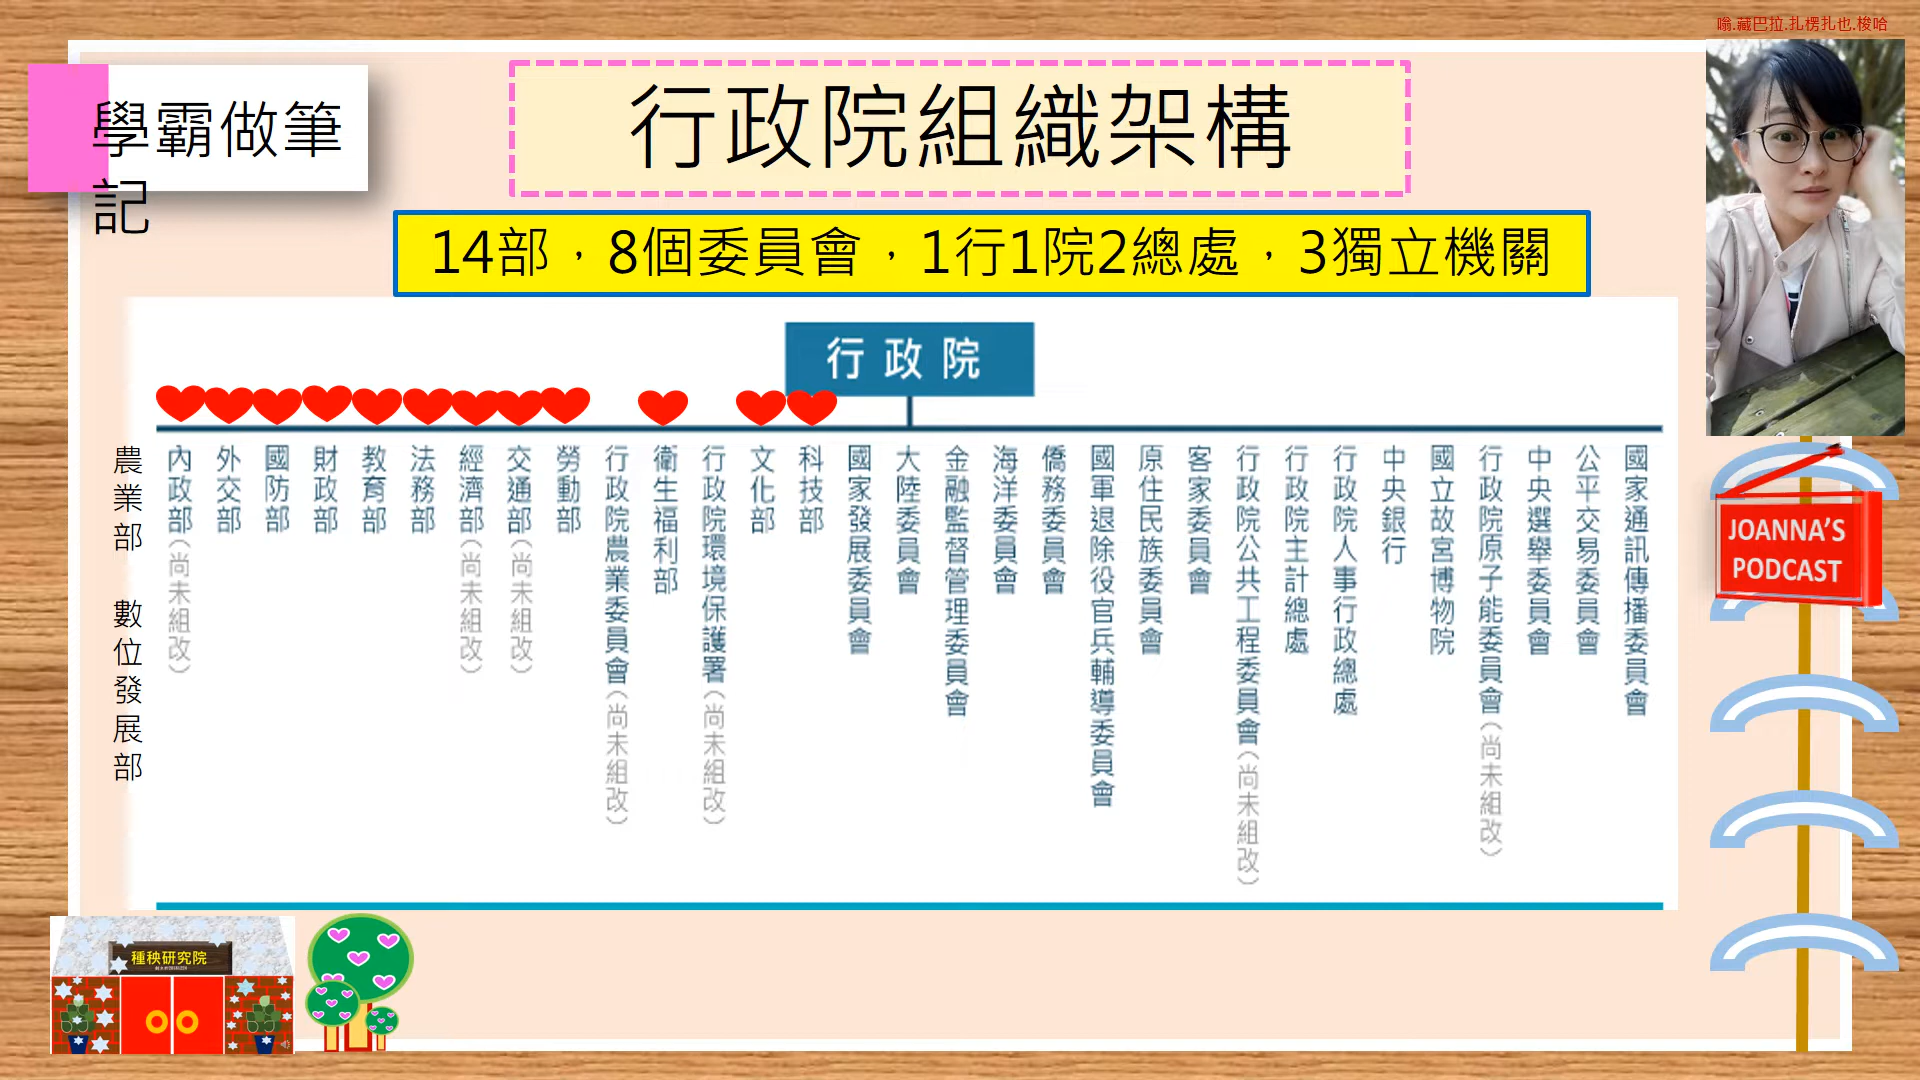 嗡.藏巴拉.扎楞扎也.梭哈
學霸做筆
記
行政院組織架構
14部，8個委員會，1行1院2總處，3獨立機關
行政院
農業部 數位發展部
內政部(尚未組改)
外交部
國防部
財政部
教育部
法務部
經濟部(尚未組改)
交通部(尚未組改)
勞動部
行政院農業委員會(尚未組改)
衛生福利部
行政院環境保護署(尚未組改)
文化部
科技部
國家發展委員會
大陸委員會
金融監督管理委員會
海洋委員會
僑務委員會
國軍退除役官兵輔導委員會
原住民族委員會
客家委員會
行政院公共工程委員會(尚未組改)
行政院主計總處
行政院人事行政總處
中央銀行
國立故宮博物院
行政院原子能委員會(尚未組改)
中央選舉委員會
公平交易委員會
國家通訊傳播委員會
JOANNA'S
PODCAST
種秧研究院